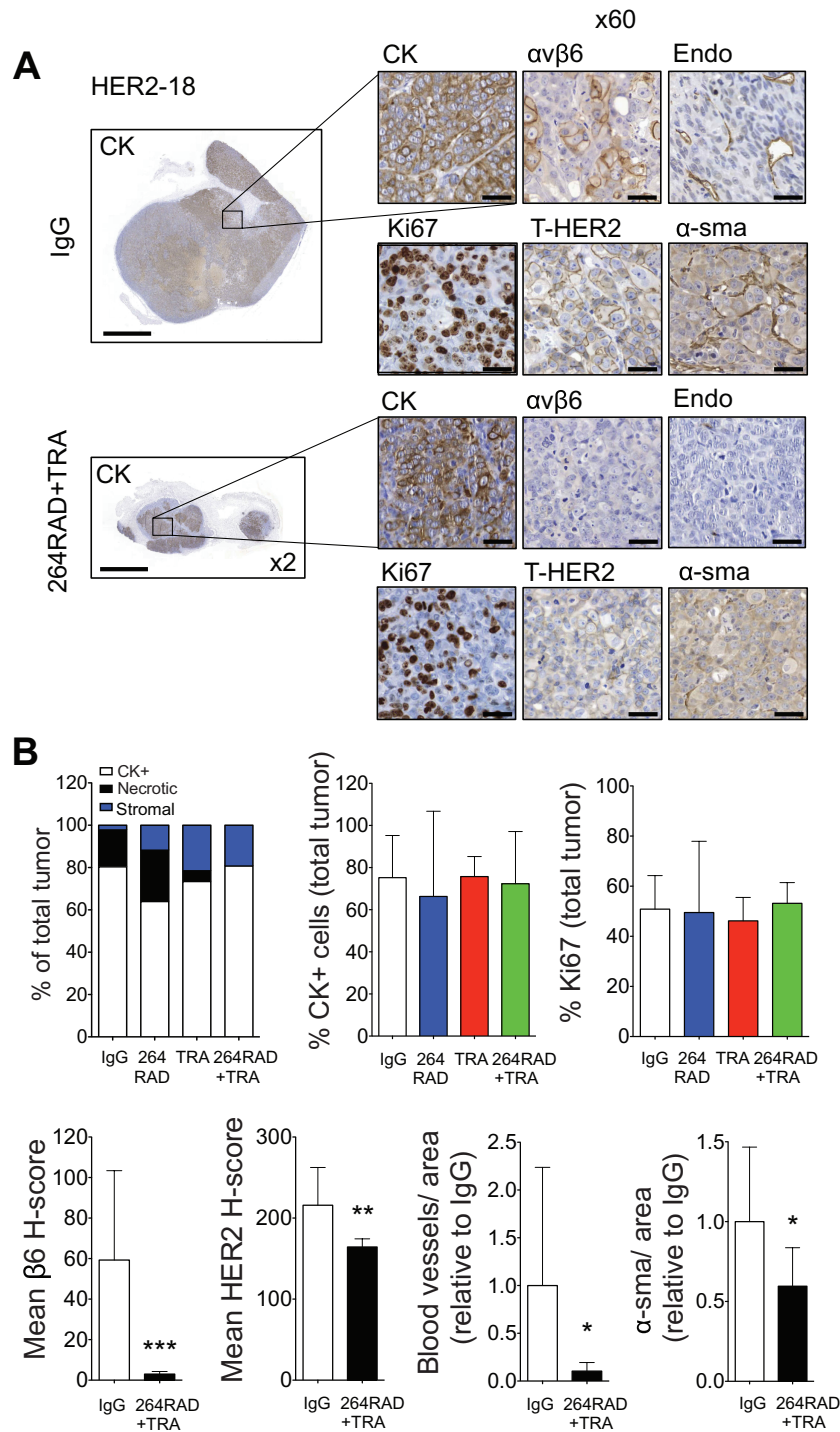 A
HER2-18
x60
IgG
CK
CK
αvβ6
Endo
Ki67
T-HER2
α-sma
264RAD+TRA
CK
x2
CK
αvβ6
Endo
Ki67
T-HER2
α-sma
B
% of total tumor
120
100
80
60
40
20
0
CK+
Necrotic
Stromal
IgG
264
RAD
TRA
264RAD
+TRA
% CK+ cells (total tumor)
120
100
80
60
40
20
0
IgG
264
RAD
TRA
264RAD
+TRA
% Ki67 (total tumor)
100
80
60
40
20
0
IgG
264
RAD
TRA
264RAD
+TRA
Mean β6 H-score
120
100
80
60
40
20
0
***
IgG
264RAD
+TRA
Mean HER2 H-score
300
200
100
0
**
IgG
264RAD
+TRA
Blood vessels/ area
(relative to IgG)
2.5
2.0
1.5
1.0
0.5
0.0
*
IgG
264RAD
+TRA
α-sma/ area
(relative to IgG)
1.5
1.0
0.5
0.0
*
IgG
264RAD
+TRA